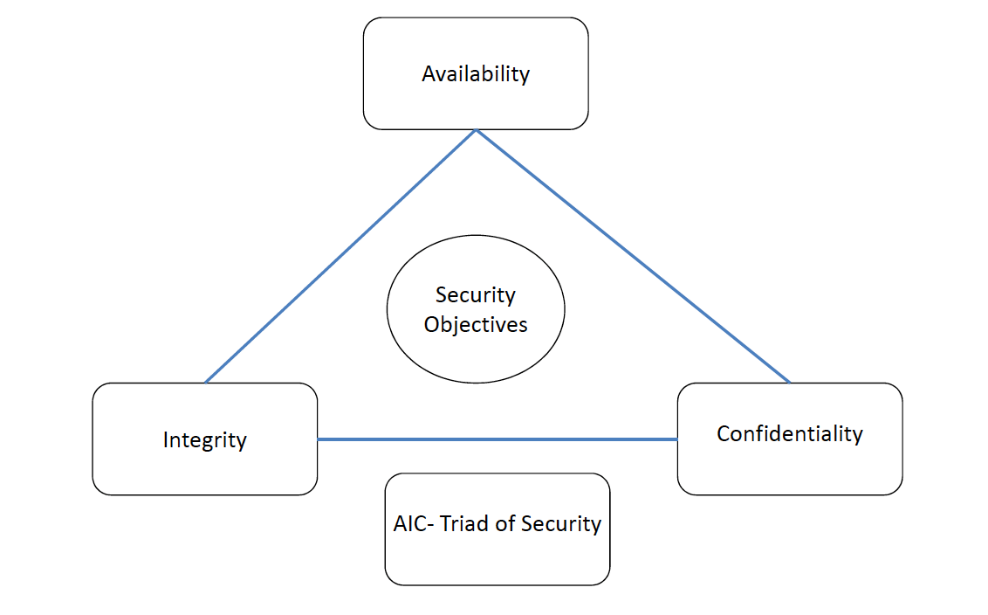 Availability
Security
Objectives
Integrity
Confidentiality
AIC- Triad of Security